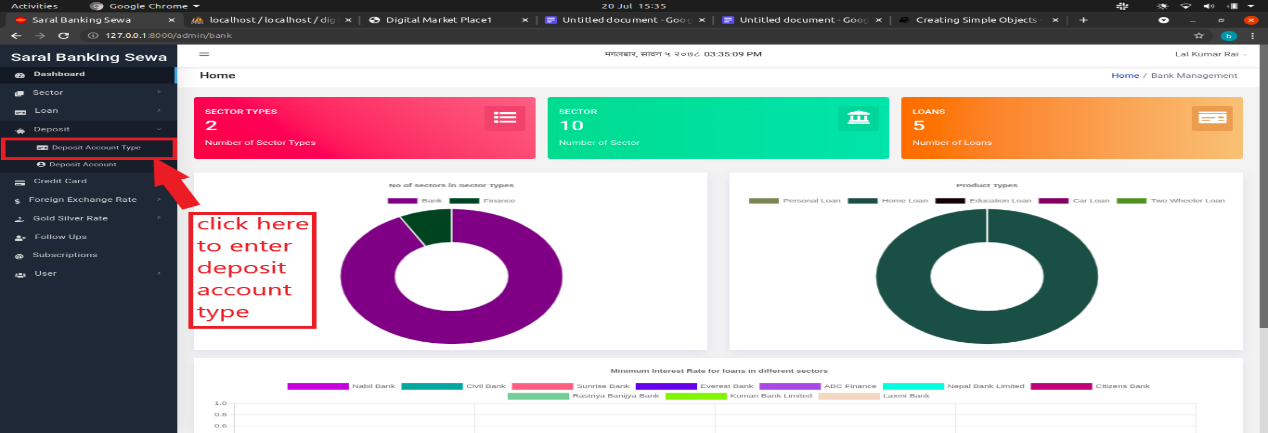 Activities
Google Chrome
20 Jul 15:35
Saral Banking Sewa
localhost / localhost / dig
Digital Market Place1
Untitled document - Goog
Untitled document - Goog
Creating Simple Objects -
127.0.0.1:8000/admin/bank
b
Saral Banking Sewa
मंगलबार, सावन ५ २०७८ 03:35:09 PM
Lal Kumar Rai
Dashboard
Home
Home / Bank Management
Sector
Loan
Deposit
Deposit Account Type
Deposit Account
Credit Card
Foreign Exchange Rate
Gold Silver Rate
Follow Ups
Subscriptions
User
click here
to enter
deposit
account
type
SECTOR TYPES
2
Number of Sector Types
SECTOR
10
Number of Sector
LOANS
5
Number of Loans
No of sectors in Sector Types
Bank Finance
Product Types
Personal Loan Home Loan Education Loan Car Loan Two Wheeler Loan
Minimum Interest Rate for loans in different sectors
Nabil Bank Civil Bank Sunrise Bank Everest Bank ABC Finance Nepal Bank Limited Citizens Bank
Rastriya Banijya Bank Kumari Bank Limited Laxmi Bank
1.0
0.8
0.6